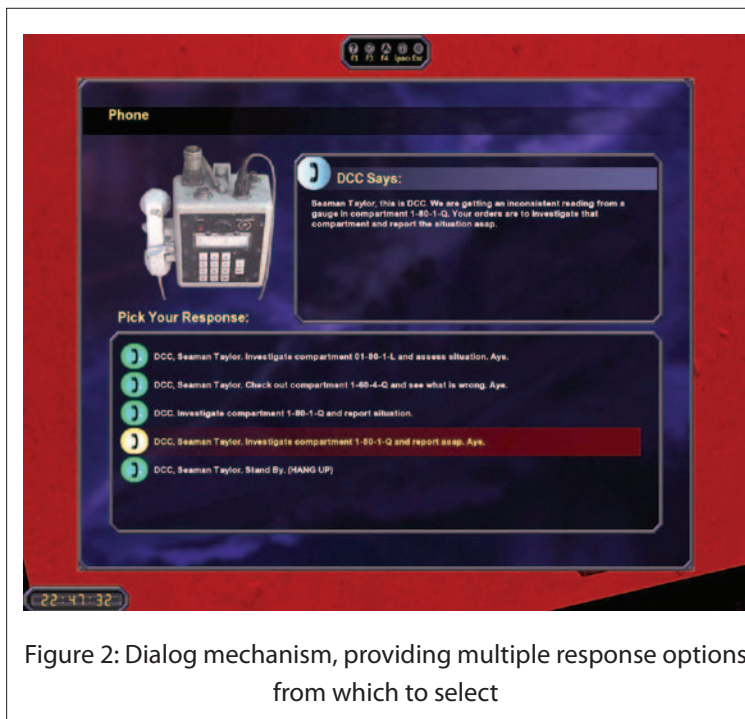 F1 F3 F4 Space Esc
Phone
DCC Says:
Seaman Taylor, this is DCC. We are getting an inconsistent reading from a
gauge in compartment 1-80-1-Q. Your orders are to investigate that
compartment and report the situation asap.
Pick Your Response:
DCC, Seaman Taylor. Investigate compartment 01-80-1-L and assess situation. Aye.
DCC, Seaman Taylor. Check out compartment 1-60-4-Q and see what is wrong. Aye.
DCC. Investigate compartment 1-80-1-Q and report situation.
DCC, Seaman Taylor. Investigate compartment 1-80-1-Q and report asap. Aye.
DCC, Seaman Taylor. Stand By. (HANG UP)
22:47:32
Figure 2: Dialog mechanism, providing multiple response options
from which to select